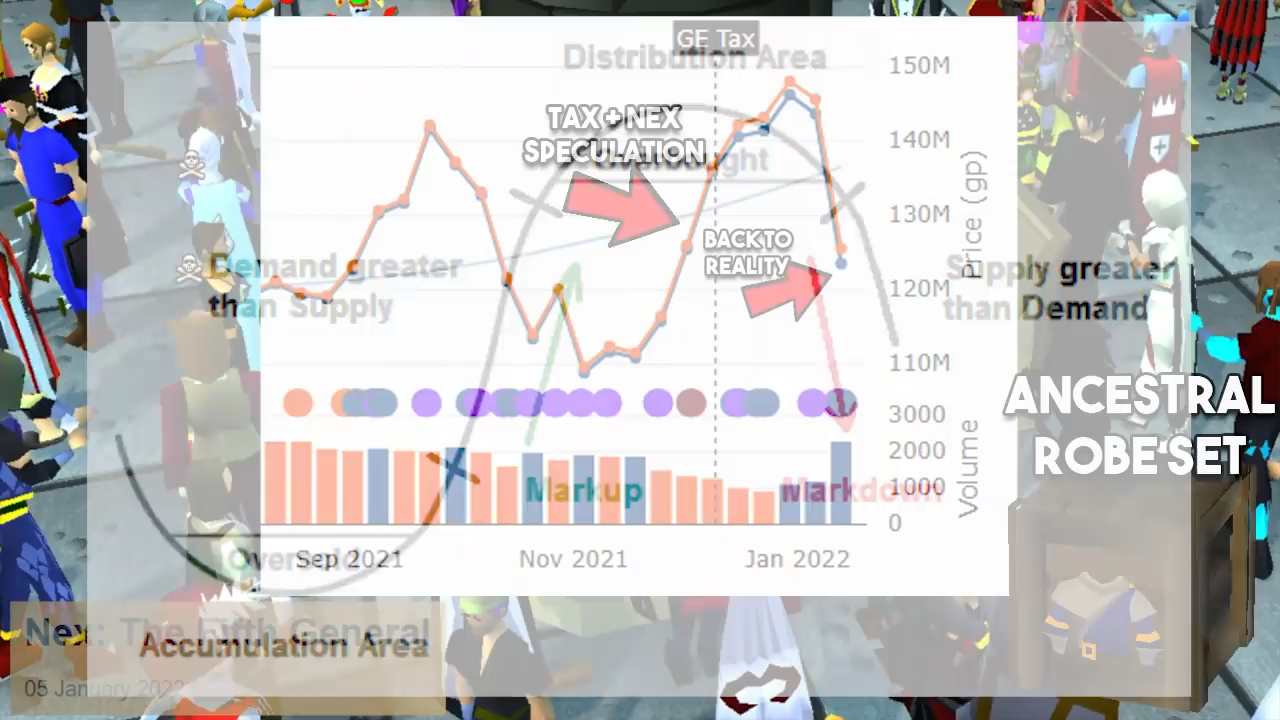 GE Tax
Distribution Area
150M
TAX + NEX
SPECULATION
140M
130M
Price (gp)
BACK TO
REALITY
Demand greater
than Supply
Supply greater
than Demand
120M
110M
ANCESTRAL
ROBE SET
3000
2000
1000
0
Volume
Markup
Markdown
Sep 2021
Nov 2021
Jan 2022
Nex: The Fifth General
Accumulation Area
05 January 2022